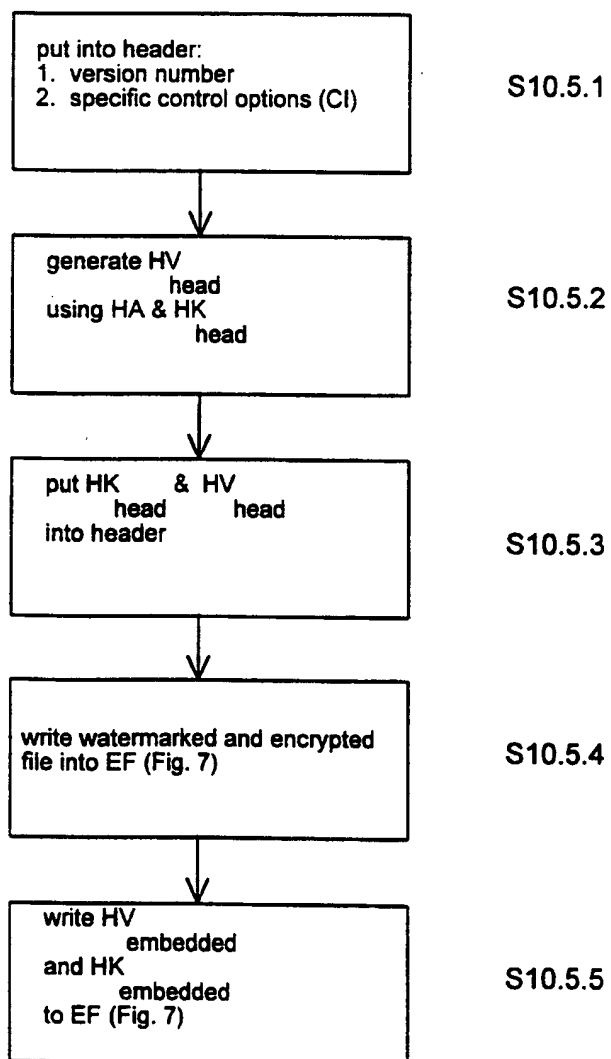 put into header:
1. version number
2. specific control options (CI)
S10.5.1
generate HV
head
using HA & HK
head
S10.5.2
put HK & HV
head head
into header
S10.5.3
write watermarked and encrypted
file into EF (Fig. 7)
S10.5.4
write HV
embedded
and HK
embedded
to EF (Fig. 7)
S10.5.5